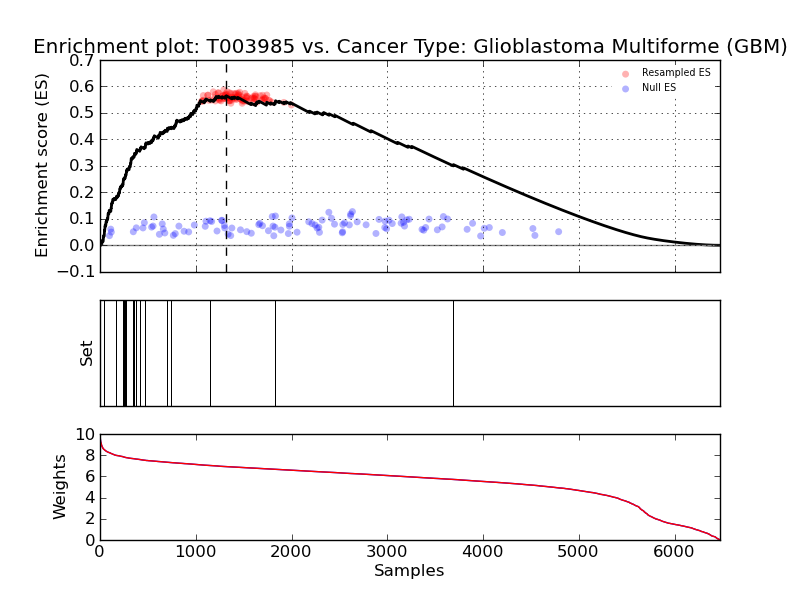 Enrichment plot: T003985 vs. Cancer Type: Glioblastoma Multiforme (GBM)
Enrichment score (ES)
0.7
0.6
0.5
0.4
0.3
0.2
0.1
0.0
−0.1
Resampled ES
Null ES
Set
Weights
10
8
6
4
2
0
0 1000 2000 3000 4000 5000 6000
Samples